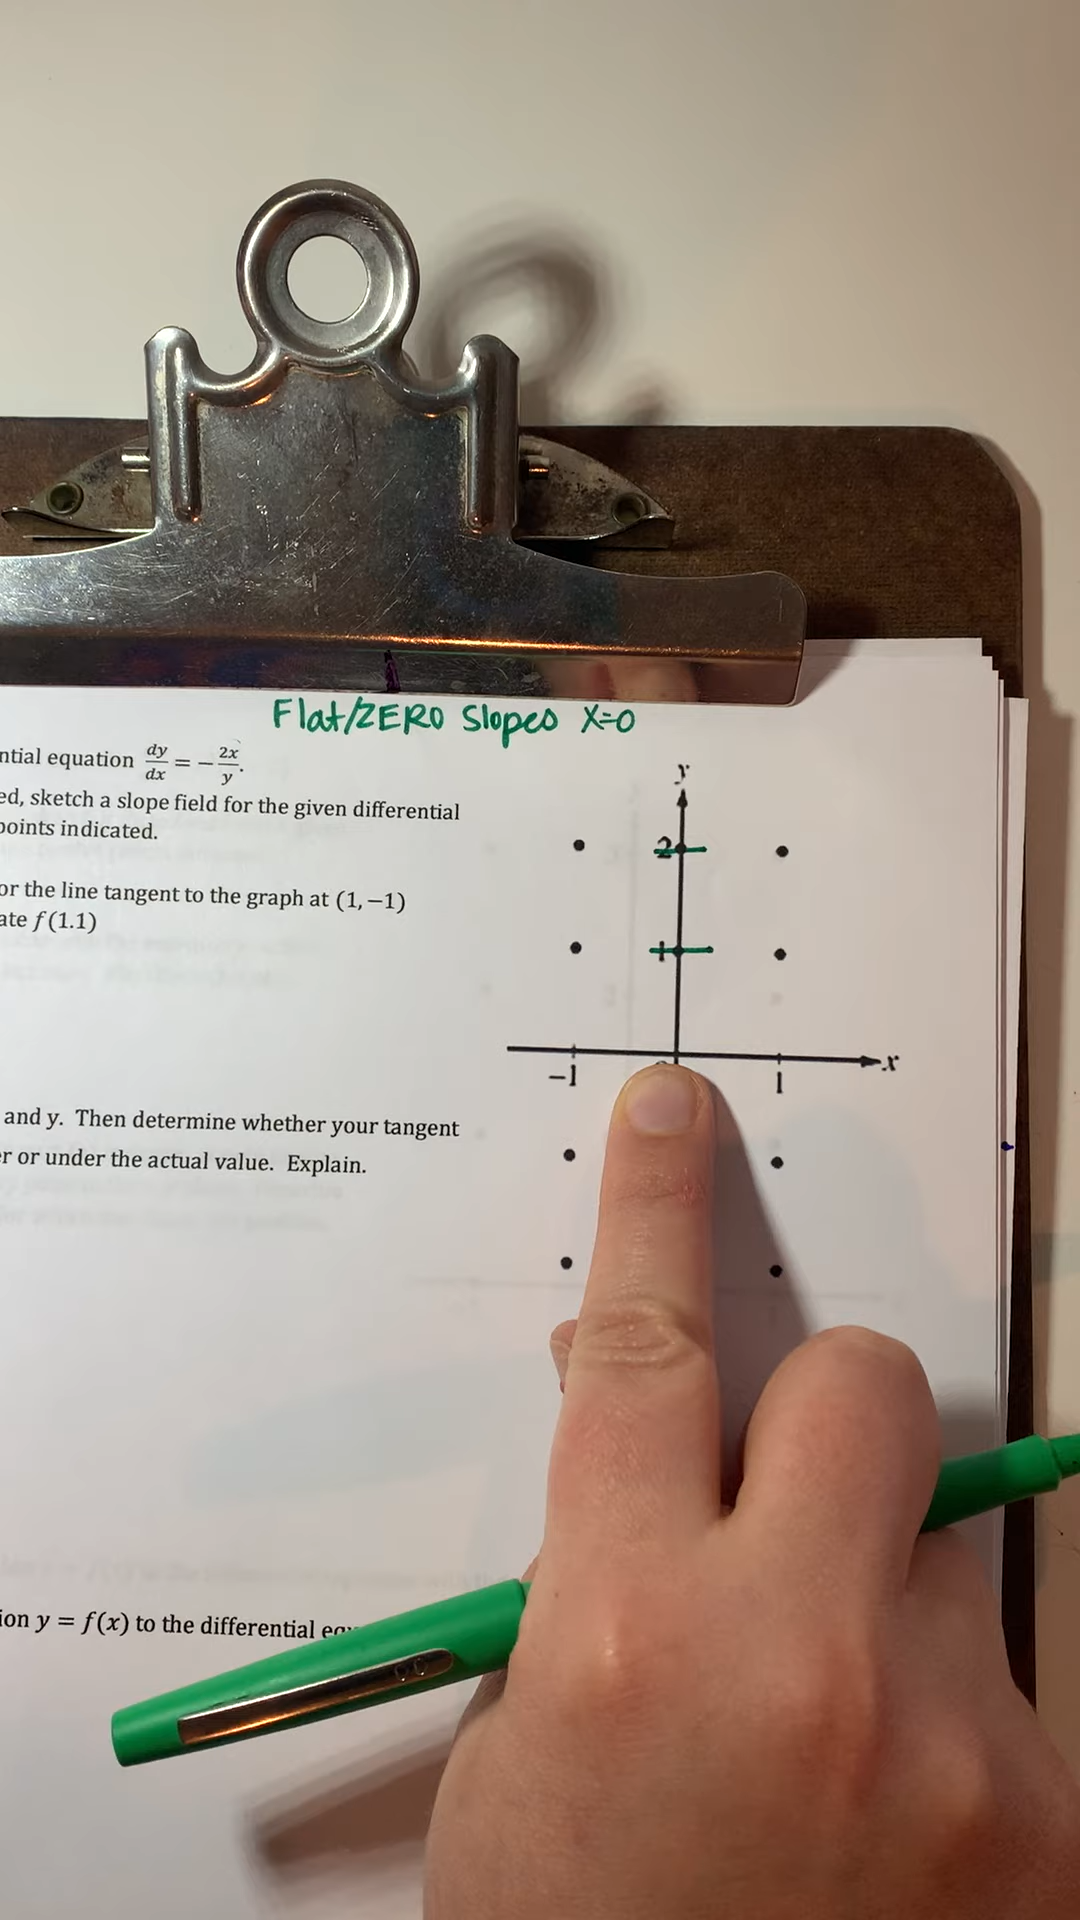 Flat/ZERO Slopes x=0
ntial equation dy/dx = −2x/y.
ed, sketch a slope field for the given differential
points indicated.
or the line tangent to the graph at (1, −1)
ate f(1.1)
and y. Then determine whether your tangent
er or under the actual value. Explain.
ion y = f(x) to the differential
y
2
1
x
−1
1